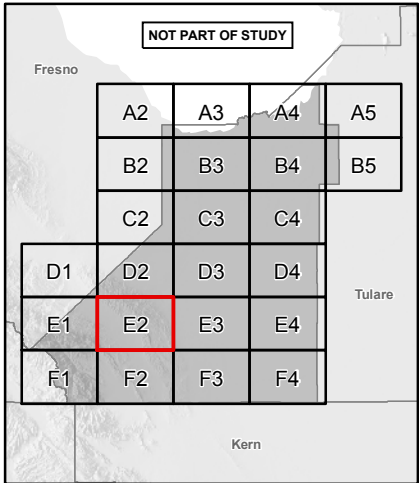 NOT PART OF STUDY
Fresno
A2 A3 A4 A5
B2 B3 B4 B5
C2 C3 C4
D1 D2 D3 D4
Tulare
E1 E2 E3 E4
F1 F2 F3 F4
Kern